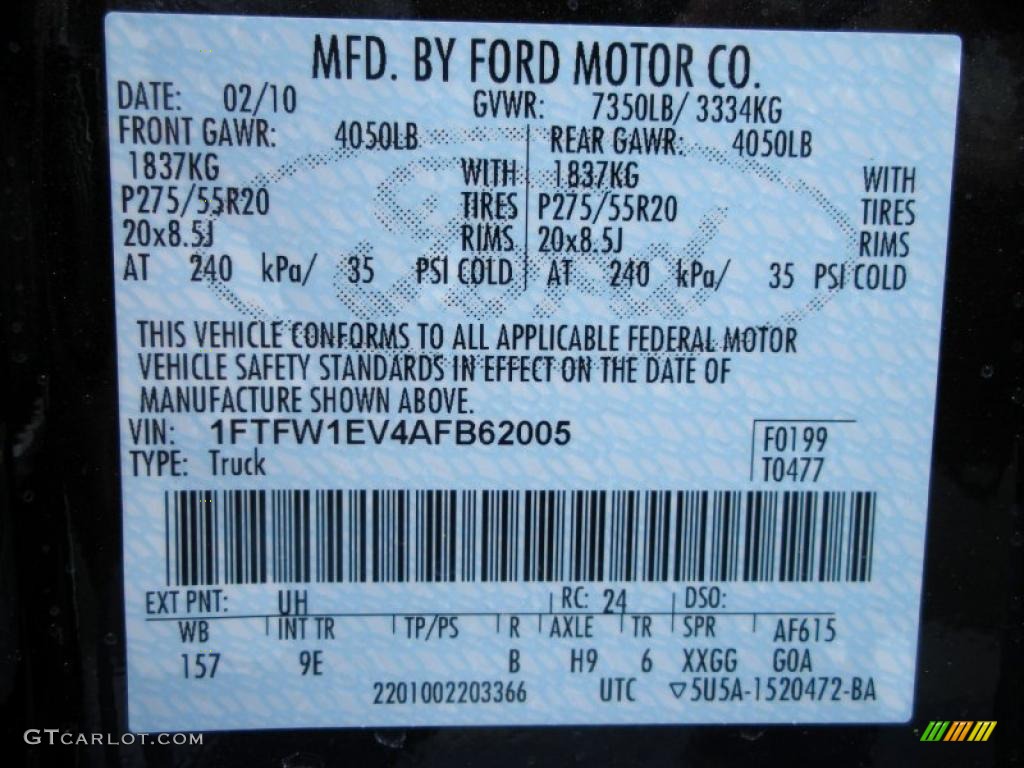 MFD. BY FORD MOTOR CO.
DATE: 02/10 GVWR: 7350LB/ 3334KG
FRONT GAWR: 4050LB REAR GAWR: 4050LB
1837KG WITH 1837KG WITH
P275/55R20 TIRES P275/55R20 TIRES
20x8.5J RIMS 20x8.5J RIMS
AT 240 kPa/ 35 PSI COLD AT 240 kPa/ 35 PSI COLD
THIS VEHICLE CONFORMS TO ALL APPLICABLE FEDERAL MOTOR
VEHICLE SAFETY STANDARDS IN EFFECT ON THE DATE OF
MANUFACTURE SHOWN ABOVE.
VIN: 1FTFW1EV4AFB62005 F0199
TYPE: Truck T0477
EXT PNT: UH RC: 24 DSO:
WB INT TR TP/PS R AXLE TR SPR AF615
157 9E B H9 6 XXGG G0A
2201002203366 UTC ▽5U5A-1520472-BA
GTCARLOT.COM
Ford